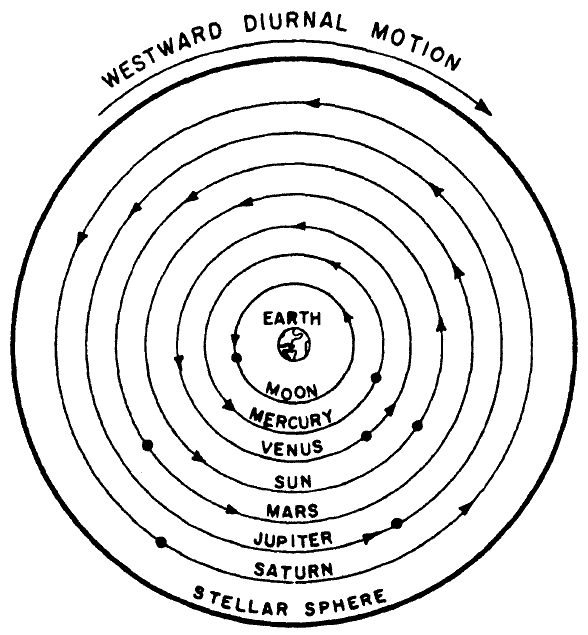 WESTWARD DIURNAL MOTION
EARTH
MOON
MERCURY
VENUS
SUN
MARS
JUPITER
SATURN
STELLAR SPHERE